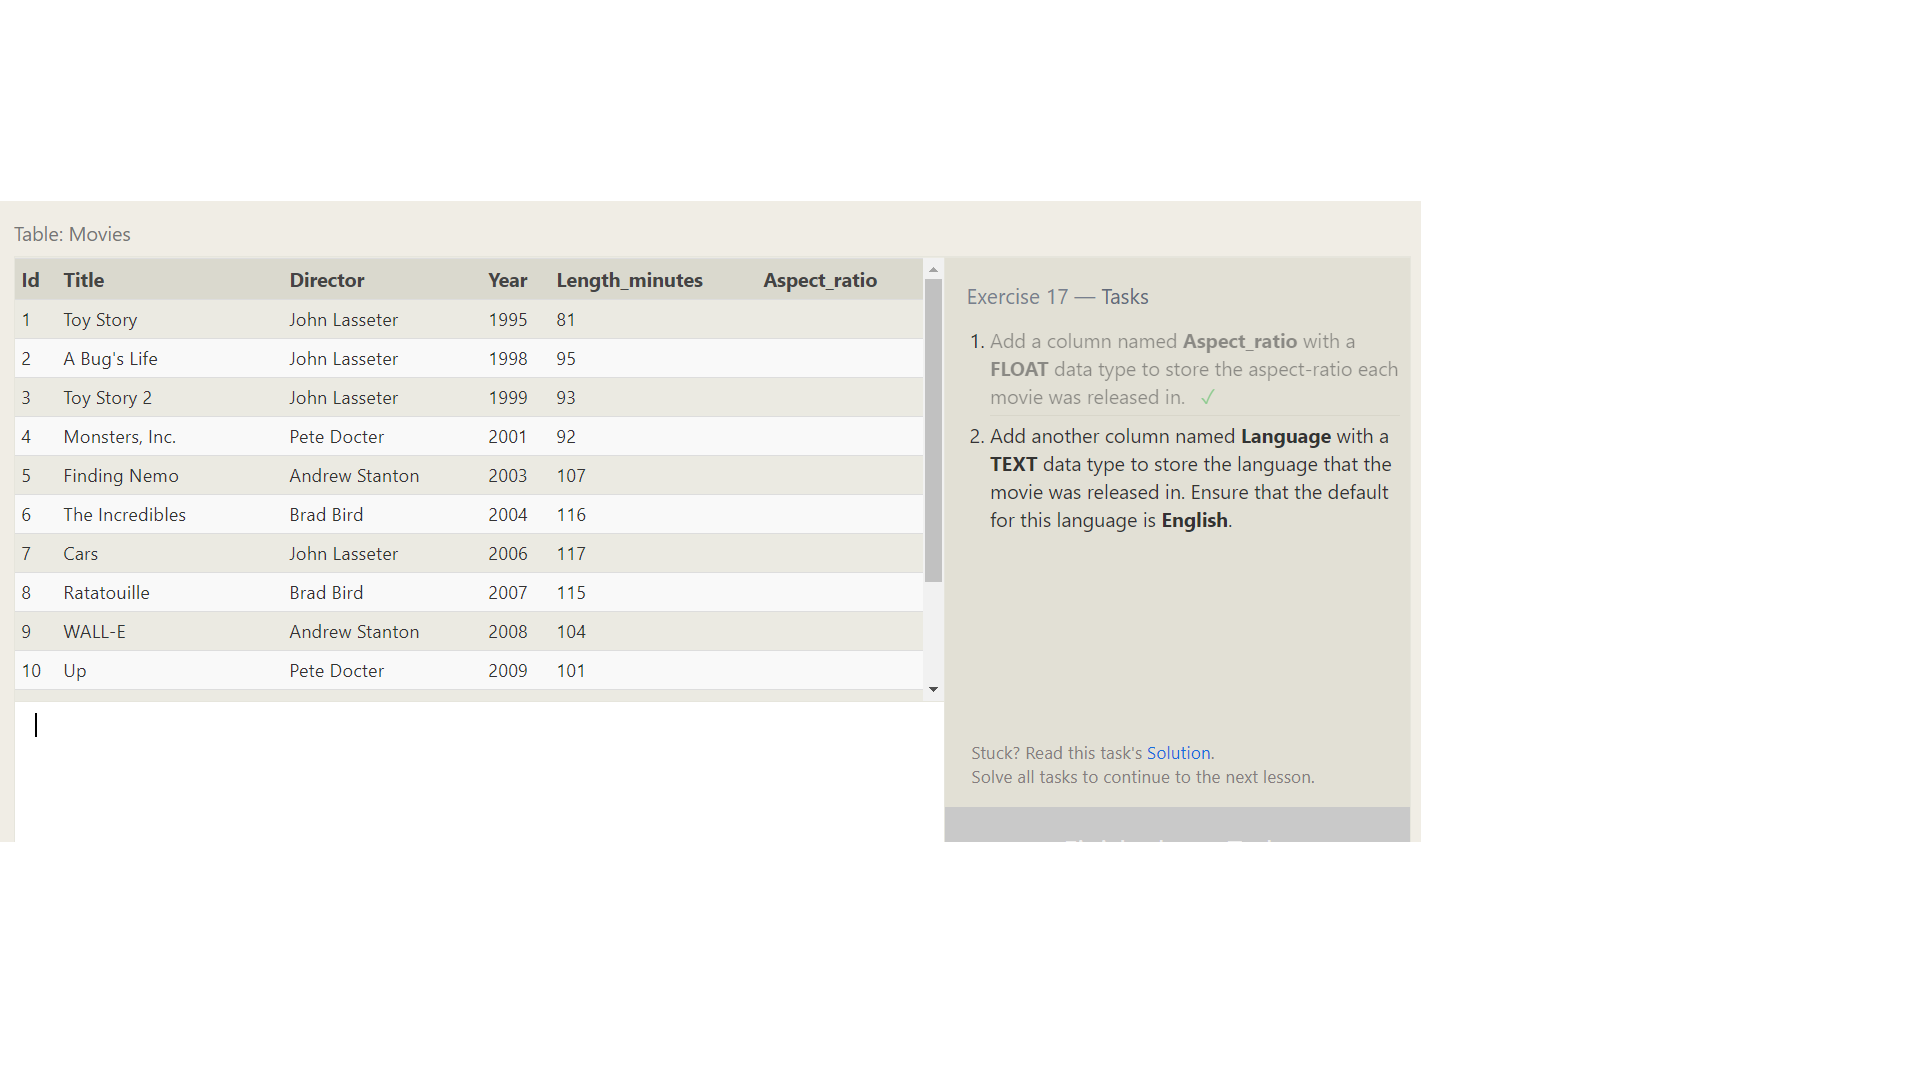 Table: Movies
Id Title Director Year Length_minutes Aspect_ratio
1 Toy Story John Lasseter 1995 81
2 A Bug's Life John Lasseter 1998 95
3 Toy Story 2 John Lasseter 1999 93
4 Monsters, Inc. Pete Docter 2001 92
5 Finding Nemo Andrew Stanton 2003 107
6 The Incredibles Brad Bird 2004 116
7 Cars John Lasseter 2006 117
8 Ratatouille Brad Bird 2007 115
9 WALL-E Andrew Stanton 2008 104
10 Up Pete Docter 2009 101
Exercise 17 — Tasks
1. Add a column named Aspect_ratio with a
FLOAT data type to store the aspect-ratio each
movie was released in. ✓
2. Add another column named Language with a
TEXT data type to store the language that the
movie was released in. Ensure that the default
for this language is English.
Stuck? Read this task's Solution.
Solve all tasks to continue to the next lesson.